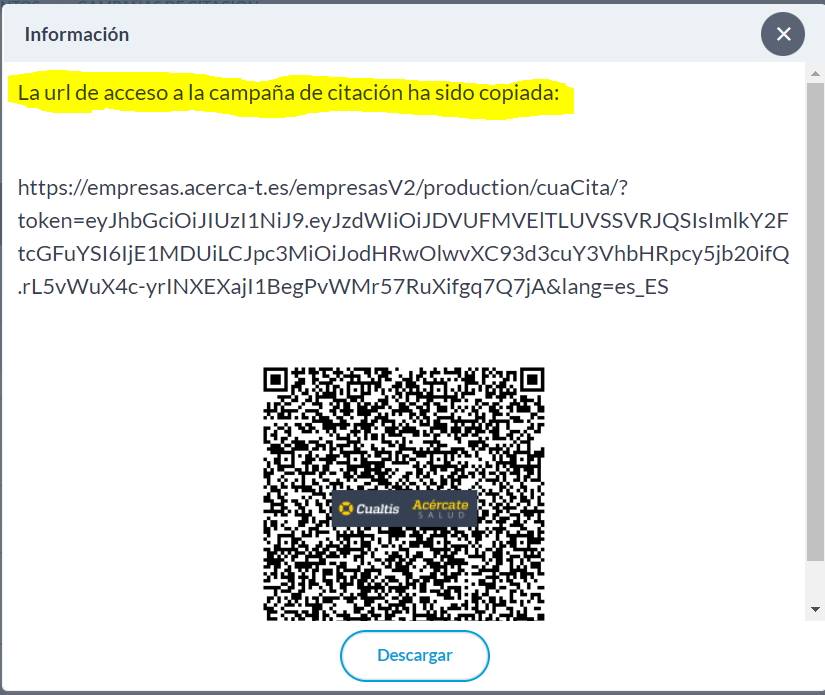 Información
La url de acceso a la campaña de citación ha sido copiada:
https://empresas.acerca-t.es/empresasV2/production/cuaCita/?
token=eyJhbGciOiJIUzI1NiJ9.eyJzdWIiOiJDVUFMVElTLUVSSVRJQSIsImlkY2F
tcGFuYSI6IjE1MDUiLCJpc3MiOiJodHRwOlwvXC93d3cuY3VhbHRpcy5jb20ifQ
.rL5vWuX4c-yrINXEXajI1BegPvWMr57RuXifgq7Q7jA&lang=es_ES
Cualtis Acércate
SALUD
Descargar